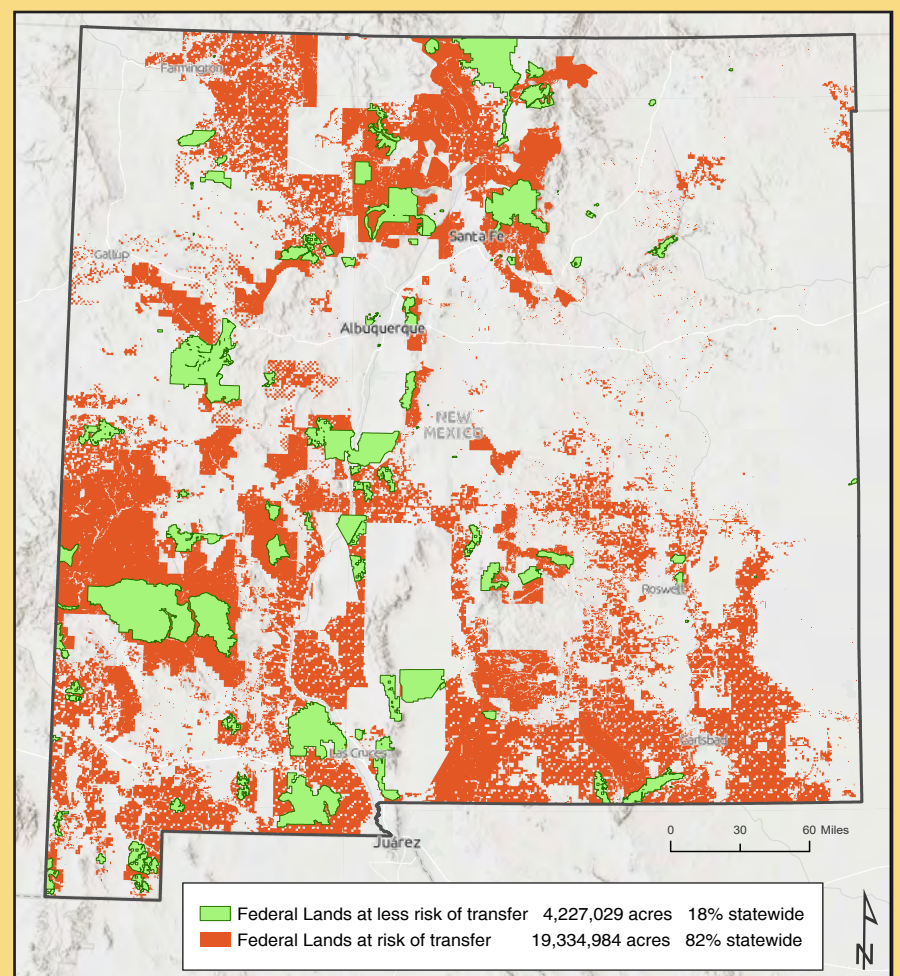 Farmington
Santa Fe
Gallup
Albuquerque
NEW
MEXICO
Roswell
Carlsbad
Las Cruces
Juárez
0 30 60 Miles
Federal Lands at less risk of transfer 4,227,029 acres 18% statewide
Federal Lands at risk of transfer 19,334,984 acres 82% statewide
N